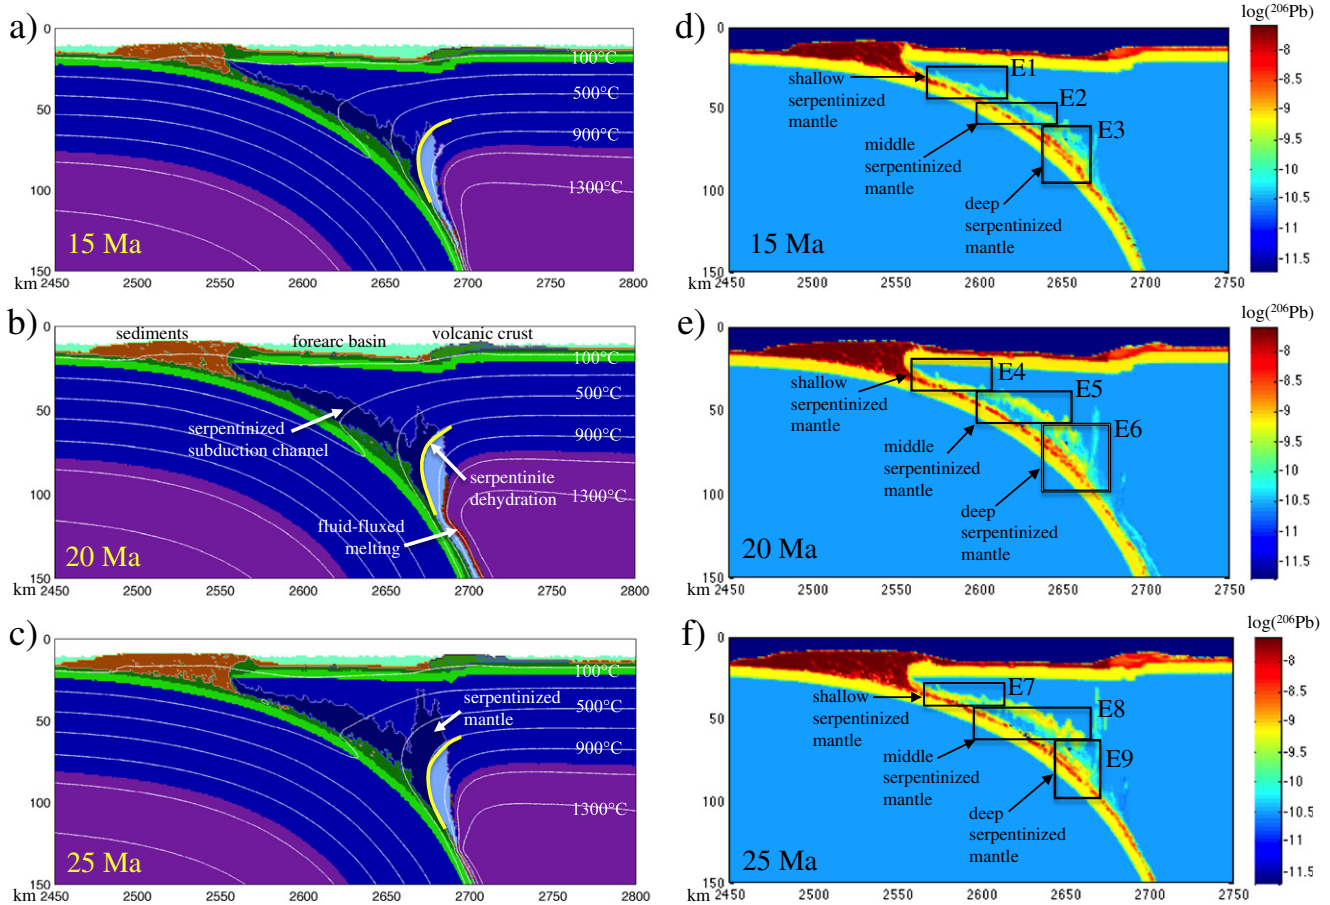 a)
0
50
100
150
100°C
500°C
900°C
1300°C
15 Ma
km
2450
2500
2550
2600
2650
2700
2750
2800
d)
0
50
100
150
shallow
serpentinized
mantle
middle
serpentinized
mantle
deep
serpentinized
mantle
E1
E2
E3
15 Ma
km
2450
2500
2550
2600
2650
2700
2750
log(²⁰⁶Pb)
-8
-8.5
-9
-9.5
-10
-10.5
-11
-11.5
b)
0
50
100
150
sediments
forearc basin
volcanic crust
100°C
500°C
900°C
1300°C
serpentinized
subduction channel
serpentinite
dehydration
fluid-fluxed
melting
20 Ma
km
2450
2500
2550
2600
2650
2700
2750
2800
e)
0
50
100
150
shallow
serpentinized
mantle
middle
serpentinized
mantle
deep
serpentinized
mantle
E4
E5
E6
20 Ma
km
2450
2500
2550
2600
2650
2700
2750
log(²⁰⁶Pb)
-8
-8.5
-9
-9.5
-10
-10.5
-11
-11.5
c)
0
50
100
150
100°C
serpentinized
mantle
500°C
900°C
1300°C
25 Ma
km
2450
2500
2550
2600
2650
2700
2750
2800
f)
0
50
100
150
shallow
serpentinized
mantle
middle
serpentinized
mantle
deep
serpentinized
mantle
E7
E8
E9
25 Ma
km
2450
2500
2550
2600
2650
2700
2750
log(²⁰⁶Pb)
-8
-8.5
-9
-9.5
-10
-10.5
-11
-11.5